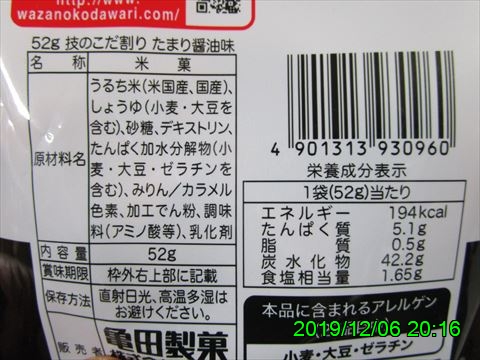 http://www.
wazanokodawari.com/
52g 技のこだ割り たまり醤油味
名 称 米 菓
原材料名
うるち米(米国産、国産)、
しょうゆ(小麦・大豆を
含む)、砂糖、デキストリン、
たんぱく加水分解物(小
麦・大豆・ゼラチンを含
む)、みりん/カラメル
色素、加工でん粉、調味
料(アミノ酸等)、乳化剤
内 容 量 52g
賞味期限 枠外右上部に記載
保存方法 直射日光、高温多湿は
お避けください。
販 売 者 亀田製菓
4 901313 930960
栄養成分表示
1袋(52g)当たり
エネルギー 194kcal
たんぱく質 5.1g
脂質 0.5g
炭水化物 42.2g
食塩相当量 1.65g
本品に含まれるアレルゲン
小麦・大豆・ゼラチン
2019/12/06 20:16